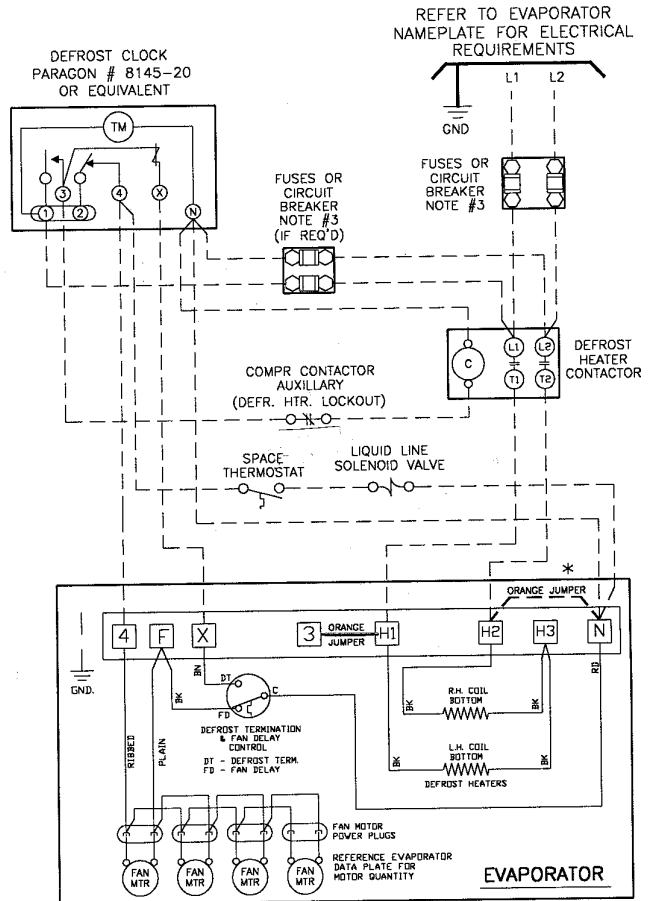 REFER TO EVAPORATOR
NAMEPLATE FOR ELECTRICAL
REQUIREMENTS
L1 L2
GND
DEFROST CLOCK
PARAGON # 8145-20
OR EQUIVALENT
TM
3 4 X
1 2 N
FUSES OR
CIRCUIT
BREAKER
NOTE #3
(IF REQ'D)
FUSES OR
CIRCUIT
BREAKER
NOTE #3
L1 L2
C
T1 T2
DEFROST
HEATER
CONTACTOR
COMPR CONTACTOR
AUXILLARY
(DEFR. HTR. LOCKOUT)
SPACE
THERMOSTAT
LIQUID LINE
SOLENOID VALVE
*
ORANGE JUMPER
4 F X 3 ORANGE JUMPER H1 H2 H3 N
GND.
RIBBED
PLAIN
BK
BN
DT
C
FD
DEFROST TERMINATION
& FAN DELAY
CONTROL
DT - DEFROST TERM.
FD - FAN DELAY
BK
R.H. COIL
BOTTOM
BK
RD
BK
L.H. COIL
BOTTOM
BK
DEFROST HEATERS
FAN MOTOR
POWER PLUGS
REFERENCE EVAPORATOR
DATA PLATE FOR
MOTOR QUANTITY
FAN MTR
FAN MTR
FAN MTR
FAN MTR
EVAPORATOR